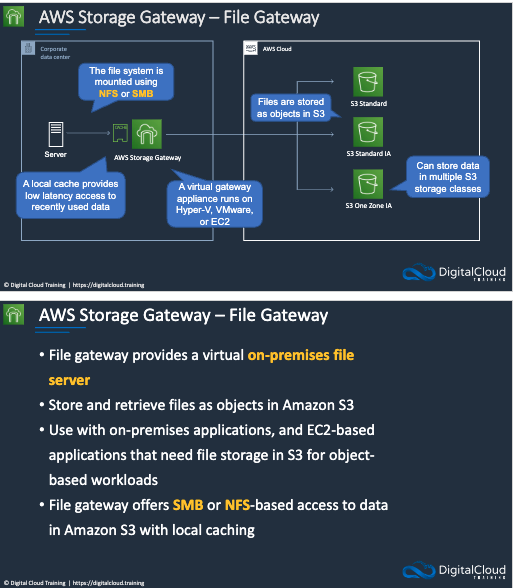 AWS Storage Gateway – File Gateway
Corporate
data center
AWS Cloud
aws
The file system is
mounted using
NFS or SMB
Files are stored
as objects in S3
S3 Standard
CACHE
Server
AWS Storage Gateway
S3 Standard IA
A local cache provides
low latency access to
recently used data
A virtual gateway
appliance runs on
Hyper-V, VMware,
or EC2
Can store data
in multiple S3
storage classes
S3 One Zone IA
© Digital Cloud Training | https://digitalcloud.training
DigitalCloud
TRAINING
AWS Storage Gateway – File Gateway
• File gateway provides a virtual on-premises file
server
• Store and retrieve files as objects in Amazon S3
• Use with on-premises applications, and EC2-based
applications that need file storage in S3 for object-
based workloads
• File gateway offers SMB or NFS-based access to data
in Amazon S3 with local caching
© Digital Cloud Training | https://digitalcloud.training
DigitalCloud
TRAINING